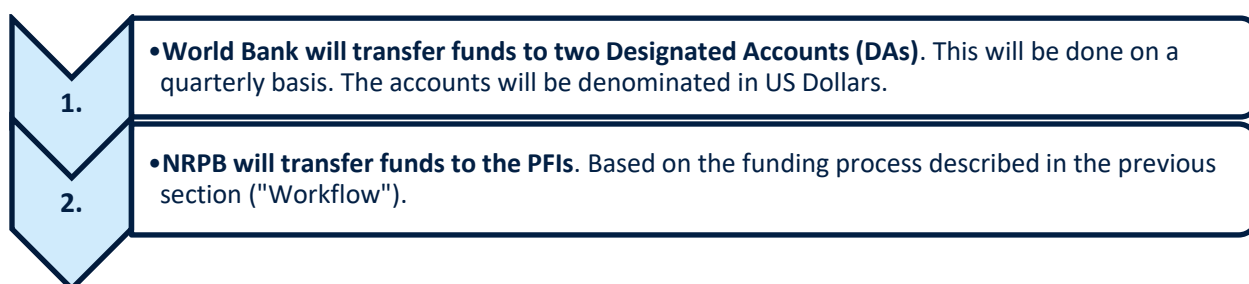 1.
•World Bank will transfer funds to two Designated Accounts (DAs). This will be done on a
quarterly basis. The accounts will be denominated in US Dollars.
2.
•NRPB will transfer funds to the PFIs. Based on the funding process described in the previous
section ("Workflow").